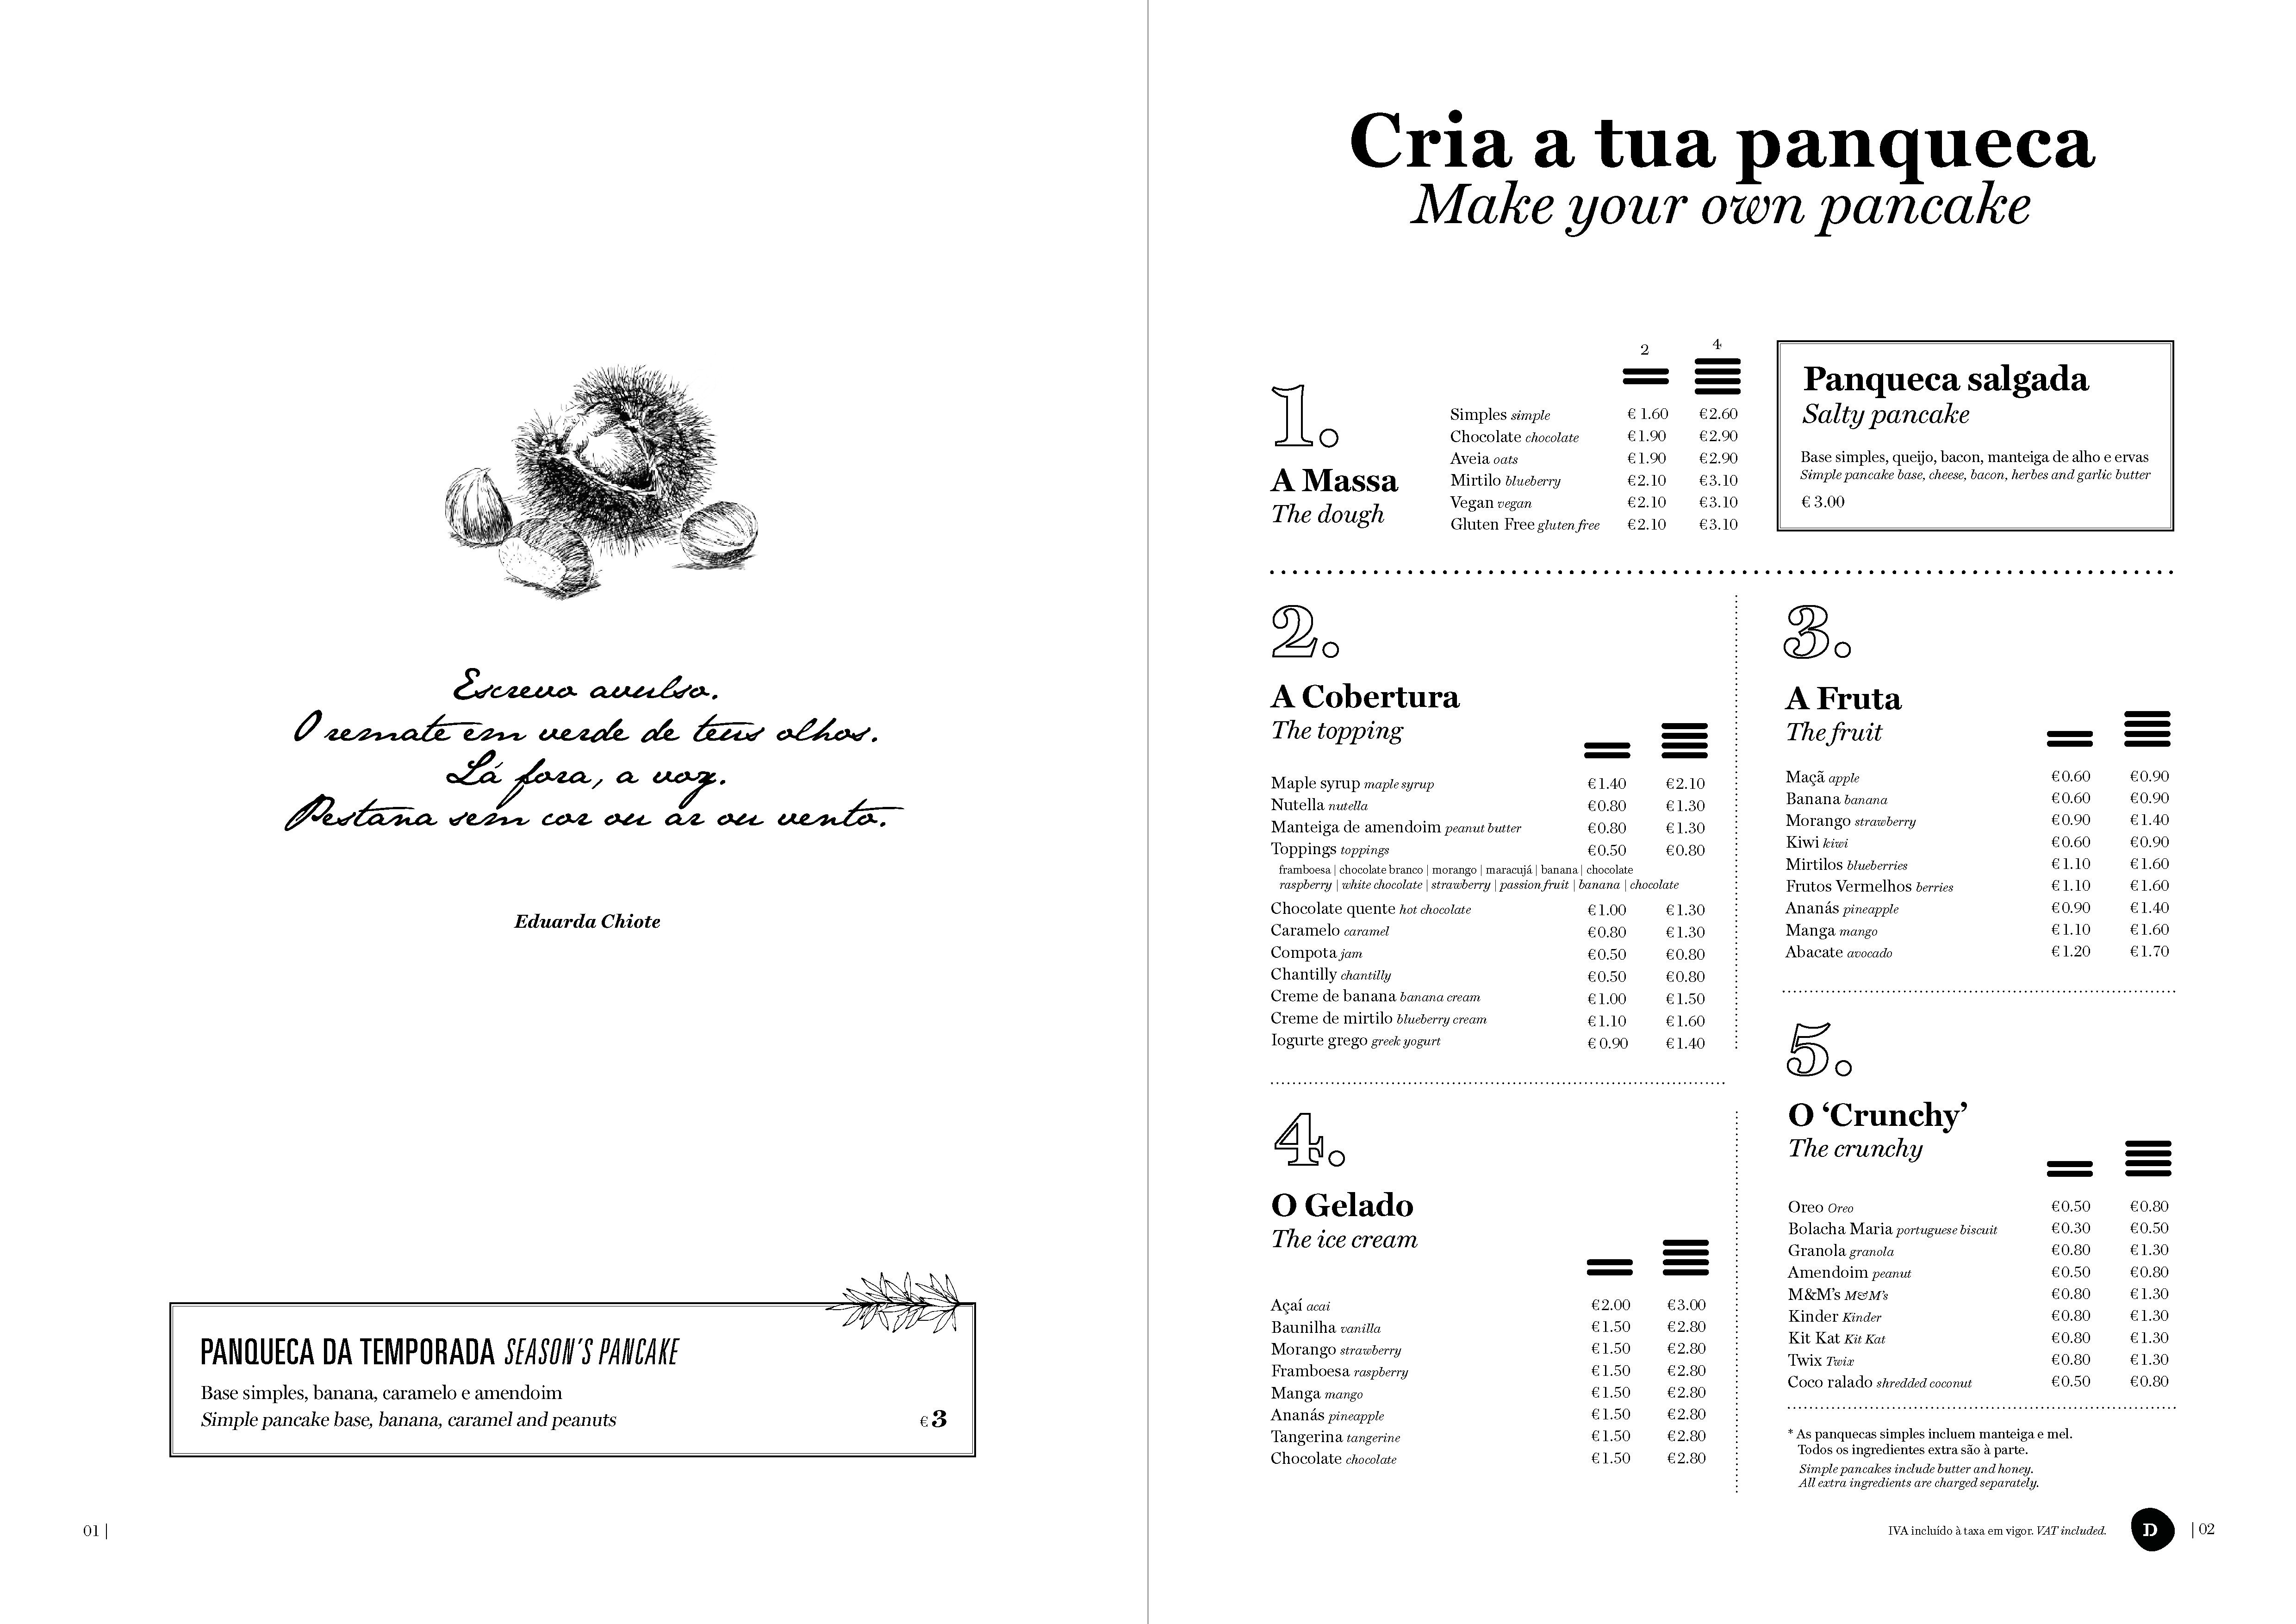 Escrevo avulso.
O remate em verde de teus olhos.
Lá fora, a voz.
Pestana sem cor ou ar ou vento.
Eduarda Chiote
PANQUECA DA TEMPORADA SEASON'S PANCAKE
Base simples, banana, caramelo e amendoim
Simple pancake base, banana, caramel and peanuts € 3
01 |
Cria a tua panqueca
Make your own pancake
1.
A Massa
The dough
2 4
Simples simple € 1.60 €2.60
Chocolate chocolate €1.90 €2.90
Aveia oats €1.90 €2.90
Mirtilo blueberry €2.10 €3.10
Vegan vegan €2.10 €3.10
Gluten Free gluten free €2.10 €3.10
Panqueca salgada
Salty pancake
Base simples, queijo, bacon, manteiga de alho e ervas
Simple pancake base, cheese, bacon, herbes and garlic butter
€ 3.00
2.
A Cobertura
The topping
Maple syrup maple syrup €1.40 €2.10
Nutella nutella €0.80 €1.30
Manteiga de amendoim peanut butter €0.80 €1.30
Toppings toppings €0.50 €0.80
framboesa | chocolate branco | morango | maracujá | banana | chocolate
raspberry | white chocolate | strawberry | passion fruit | banana | chocolate
Chocolate quente hot chocolate €1.00 €1.30
Caramelo caramel €0.80 €1.30
Compota jam €0.50 €0.80
Chantilly chantilly €0.50 €0.80
Creme de banana banana cream €1.00 €1.50
Creme de mirtilo blueberry cream €1.10 €1.60
Iogurte grego greek yogurt € 0.90 €1.40
3.
A Fruta
The fruit
Maçã apple €0.60 €0.90
Banana banana €0.60 €0.90
Morango strawberry €0.90 €1.40
Kiwi kiwi €0.60 €0.90
Mirtilos blueberries €1.10 €1.60
Frutos Vermelhos berries €1.10 €1.60
Ananás pineapple €0.90 €1.40
Manga mango €1.10 €1.60
Abacate avocado €1.20 €1.70
4.
O Gelado
The ice cream
Açaí acai €2.00 €3.00
Baunilha vanilla €1.50 €2.80
Morango strawberry €1.50 €2.80
Framboesa raspberry €1.50 €2.80
Manga mango €1.50 €2.80
Ananás pineapple €1.50 €2.80
Tangerina tangerine €1.50 €2.80
Chocolate chocolate €1.50 €2.80
5.
O ‘Crunchy’
The crunchy
Oreo Oreo €0.50 €0.80
Bolacha Maria portuguese biscuit €0.30 €0.50
Granola granola €0.80 €1.30
Amendoim peanut €0.50 €0.80
M&M’s M&M’s €0.80 €1.30
Kinder Kinder €0.80 €1.30
Kit Kat Kit Kat €0.80 €1.30
Twix Twix €0.80 €1.30
Coco ralado shredded coconut €0.50 €0.80
* As panquecas simples incluem manteiga e mel.
Todos os ingredientes extra são à parte.
Simple pancakes include butter and honey.
All extra ingredients are charged separately.
IVA incluído à taxa em vigor. VAT included. D | 02